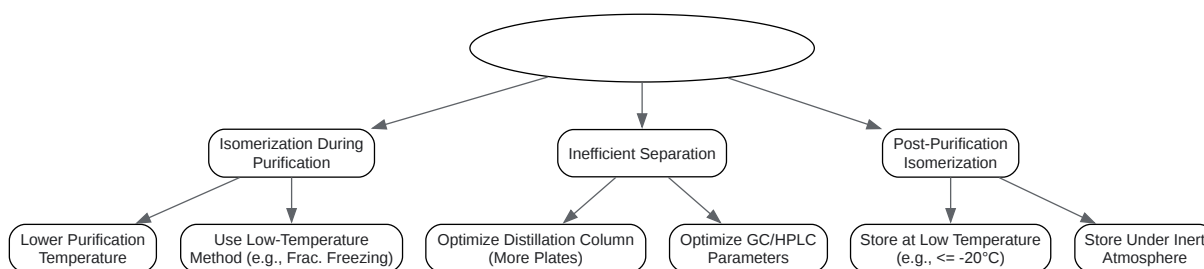 Isomerization During
Purification
Inefficient Separation
Post-Purification
Isomerization
Lower Purification
Temperature
Use Low-Temperature
Method (e.g., Frac. Freezing)
Optimize Distillation Column
(More Plates)
Optimize GC/HPLC
Parameters
Store at Low Temperature
(e.g., <= -20°C)
Store Under Inert
Atmosphere